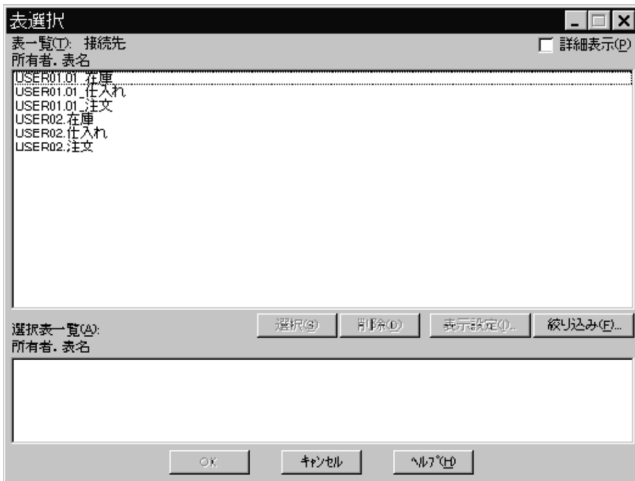 表選択
表一覧(T): 接続先
詳細表示(P)
所有者. 表名
USER01.01_在庫
USER01.01_仕入れ
USER01.01_注文
USER02.在庫
USER02.仕入れ
USER02.注文
選択(S) 削除(D) 表示設定(I)... 絞り込み(F)...
選択表一覧(A):
所有者. 表名
OK キャンセル ヘルプ(H)